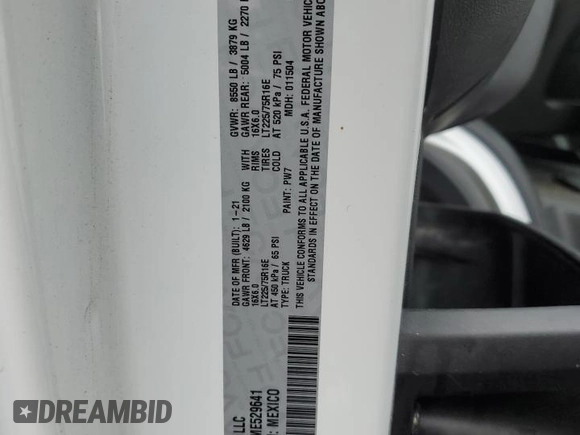 LLC
ME529641
MEXICO
DATE OF MFR (BUILT): 1-21
GVWR: 8550 LB / 3879 KG
GAWR FRONT: 4629 LB / 2100 KG WITH
GAWR REAR: 5004 LB / 2270
16X6.0 RIMS 16X6.0
LT225/75R16E TIRES LT225/75R16E
AT 450 kPa / 65 PSI COLD AT 520 kPa / 75 PSI
TYPE: TRUCK PAINT: PW7 MDH: 011504
THIS VEHICLE CONFORMS TO ALL APPLICABLE U.S.A. FEDERAL MOTOR VEHIC
STANDARDS IN EFFECT ON THE DATE OF MANUFACTURE SHOWN ABO
AUTOBIDMASTER